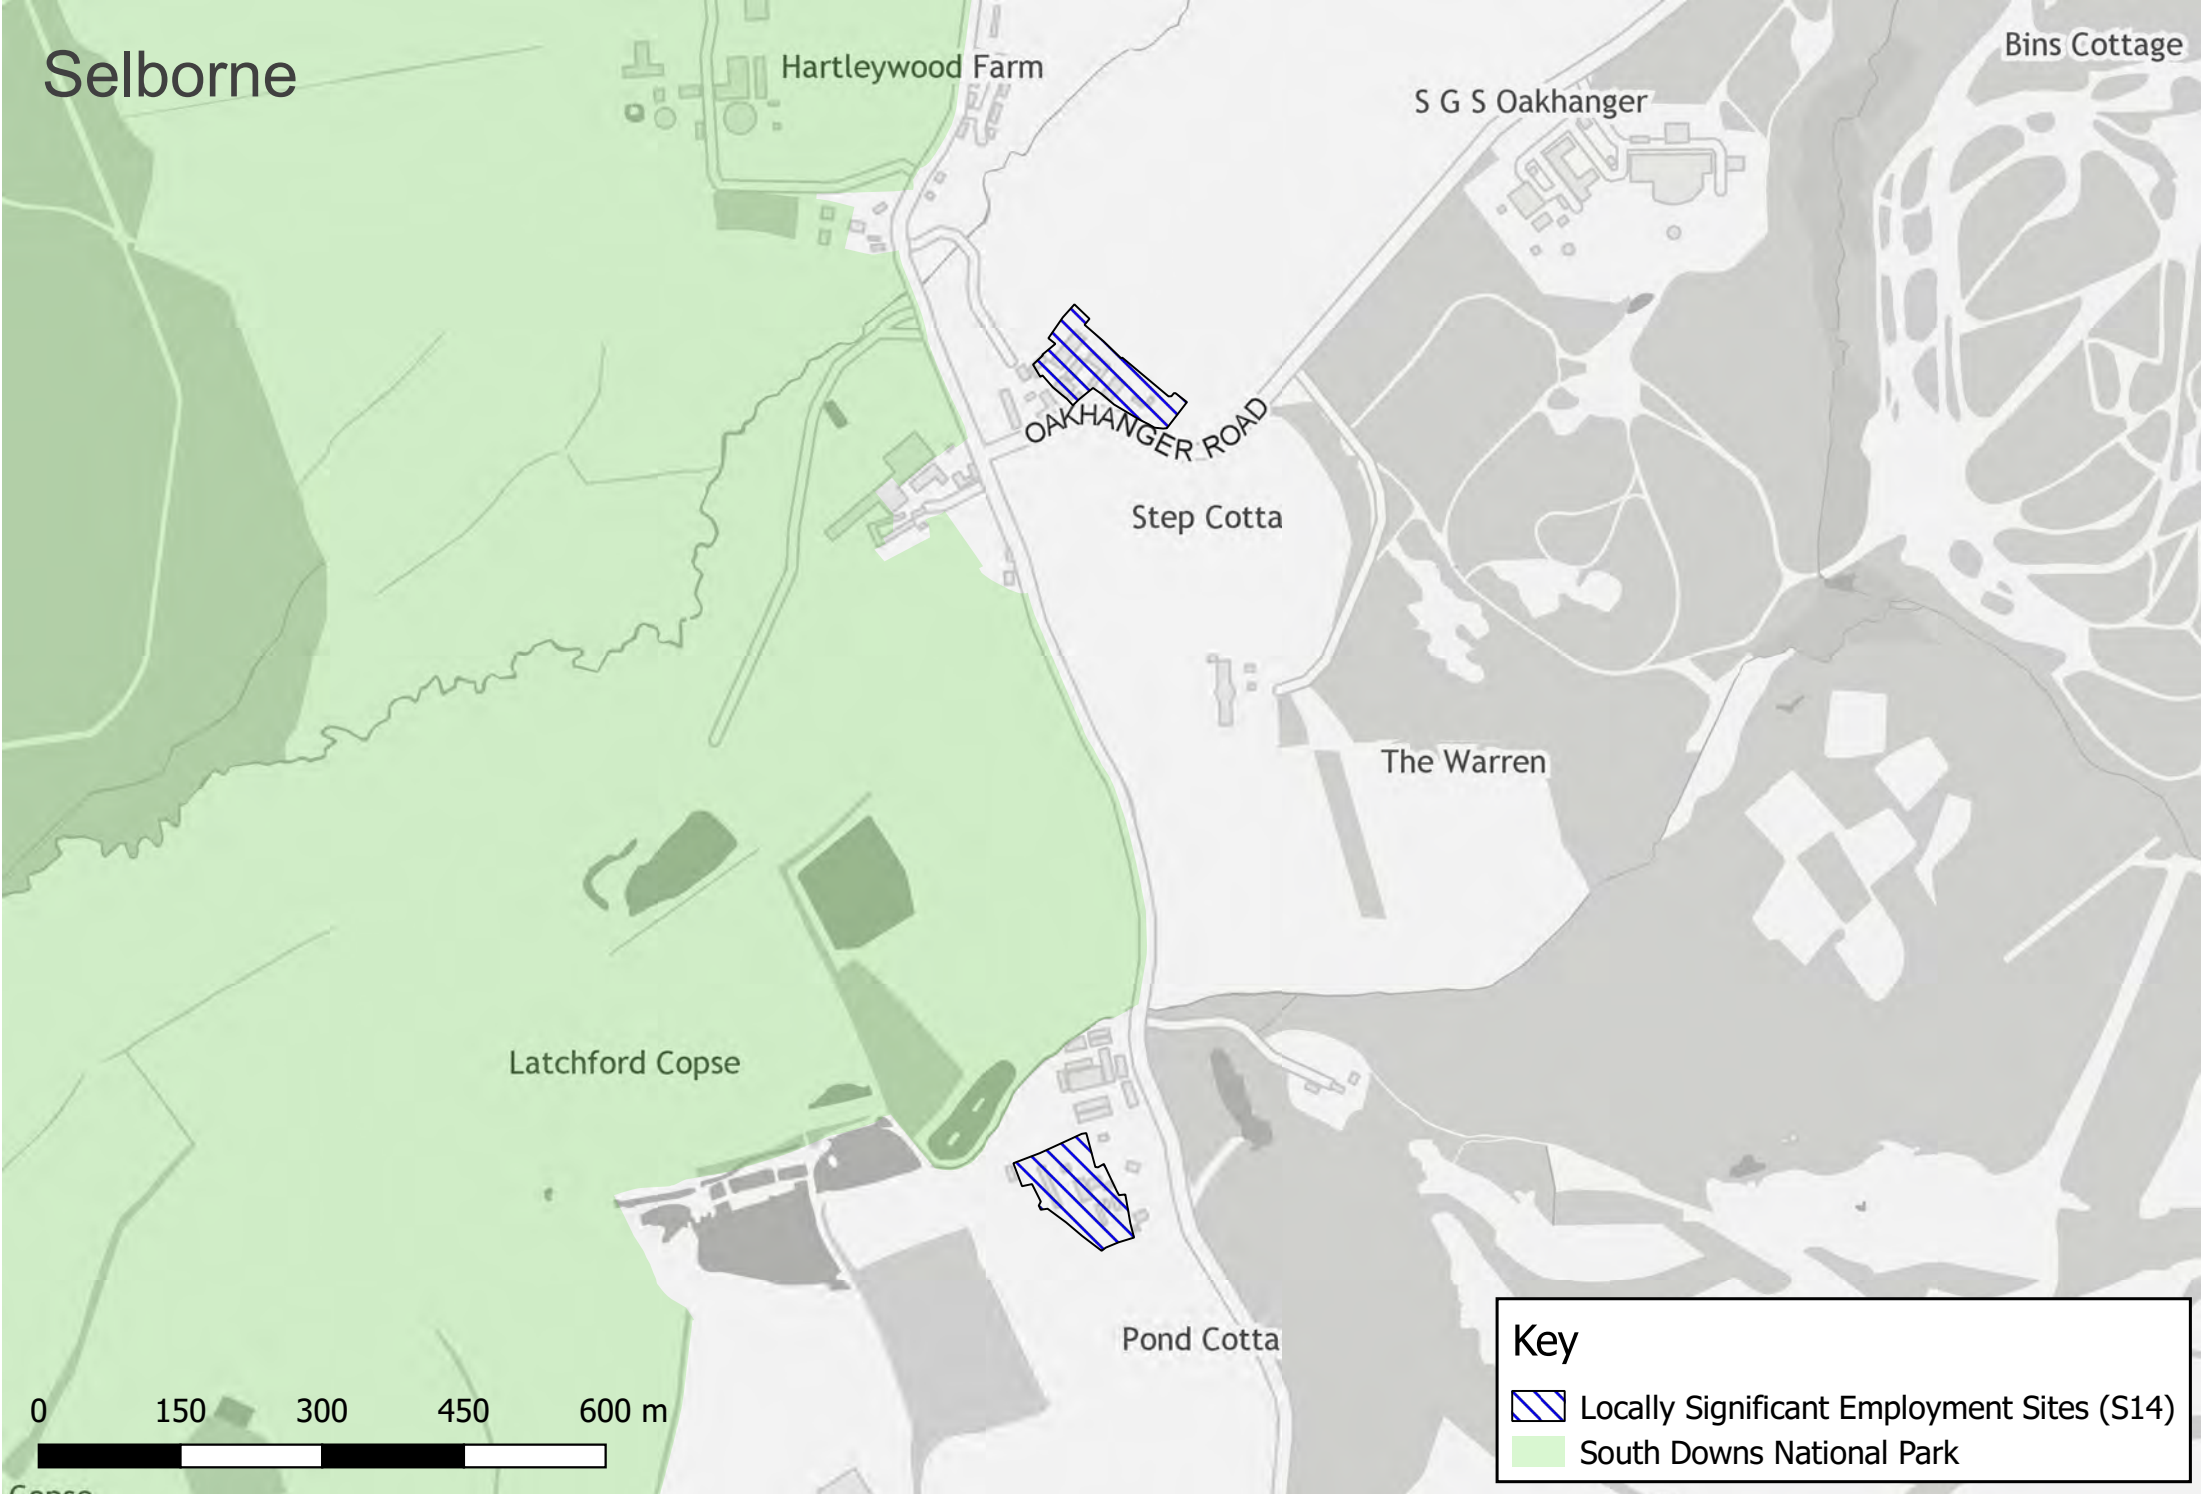 Selborne
Hartleywood Farm
Bins Cottage
S G S Oakhanger
OAKHANGER ROAD
Step Cotta
The Warren
Latchford Copse
Pond Cotta
Key
Locally Significant Employment Sites (S14)
South Downs National Park
0 150 300 450 600 m